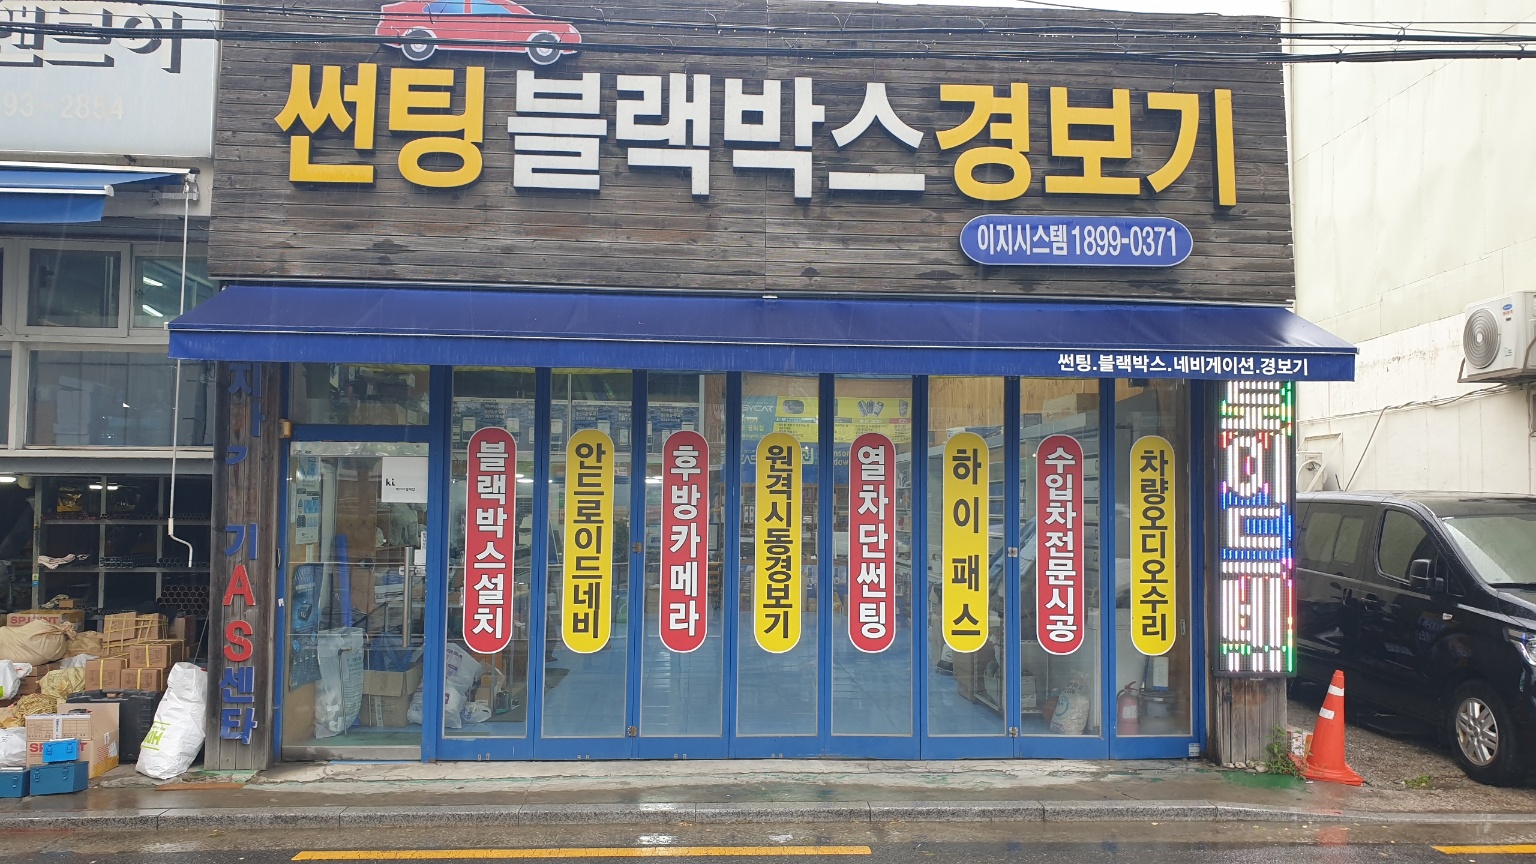 썬팅블랙박스경보기
이지시스템1899-0371
썬팅.블랙박스.네비게이션.경보기
블랙박스설치
안드로이드네비
후방카메라
원격시동경보기
열차단썬팅
하이패스
수입차전문시공
차량오디오수리
기AS센타